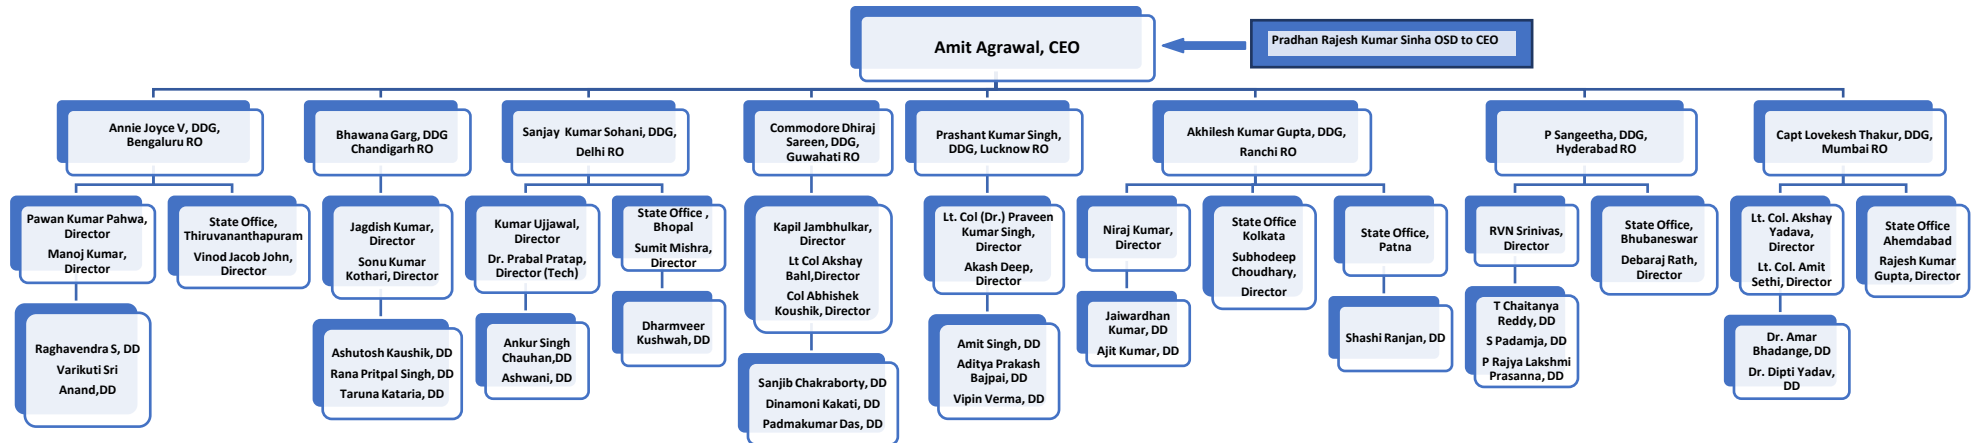 Amit Agrawal, CEO
Pradhan Rajesh Kumar Sinha OSD to CEO
Annie Joyce V, DDG,
Bengaluru RO
Bhawana Garg, DDG
Chandigarh RO
Sanjay Kumar Sohani, DDG,
Delhi RO
Commodore Dhiraj
Sareen, DDG,
Guwahati RO
Prashant Kumar Singh,
DDG, Lucknow RO
Akhilesh Kumar Gupta, DDG,
Ranchi RO
P Sangeetha, DDG,
Hyderabad RO
Capt Lovekesh Thakur, DDG,
Mumbai RO
Pawan Kumar Pahwa,
Director
Manoj Kumar,
Director
State Office,
Thiruvananthapuram
Vinod Jacob John,
Director
Jagdish Kumar,
Director
Sonu Kumar
Kothari, Director
Kumar Ujjawal,
Director
Dr. Prabal Pratap,
Director (Tech)
State Office ,
Bhopal
Sumit Mishra,
Director
Kapil Jambhulkar,
Director
Lt Col Akshay
Bahl,Director
Col Abhishek
Koushik, Director
Lt. Col (Dr.) Praveen
Kumar Singh,
Director
Akash Deep,
Director
Niraj Kumar,
Director
State Office
Kolkata
Subhodeep
Choudhary,
Director
State Office,
Patna
RVN Srinivas,
Director
State Office,
Bhubaneswar
Debaraj Rath,
Director
Lt. Col. Akshay
Yadava,
Director
Lt. Col. Amit
Sethi, Director
State Office
Ahemdabad
Rajesh Kumar
Gupta, Director
Raghavendra S, DD
Varikuti Sri
Anand,DD
Ashutosh Kaushik, DD
Rana Pritpal Singh, DD
Taruna Kataria, DD
Ankur Singh
Chauhan,DD
Ashwani, DD
Dharmveer
Kushwah, DD
Sanjib Chakraborty, DD
Dinamoni Kakati, DD
Padmakumar Das, DD
Amit Singh, DD
Aditya Prakash
Bajpai, DD
Vipin Verma, DD
Jaiwardhan
Kumar, DD
Ajit Kumar, DD
Shashi Ranjan, DD
T Chaitanya
Reddy, DD
S Padamja, DD
P Rajya Lakshmi
Prasanna, DD
Dr. Amar
Bhadange, DD
Dr. Dipti Yadav,
DD